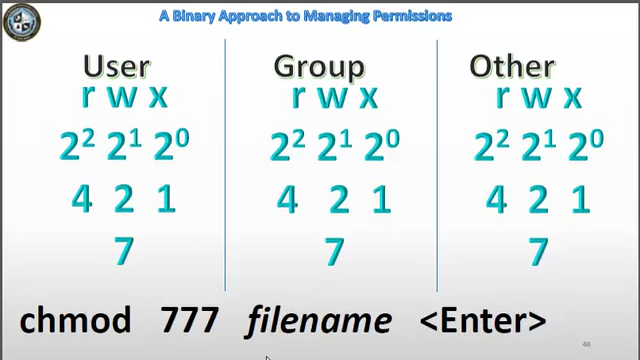 A Binary Approach to Managing Permissions
User Group Other
r w x r w x r w x
2² 2¹ 2⁰ 2² 2¹ 2⁰ 2² 2¹ 2⁰
4 2 1 4 2 1 4 2 1
7 7 7
chmod 777 filename <Enter>
46